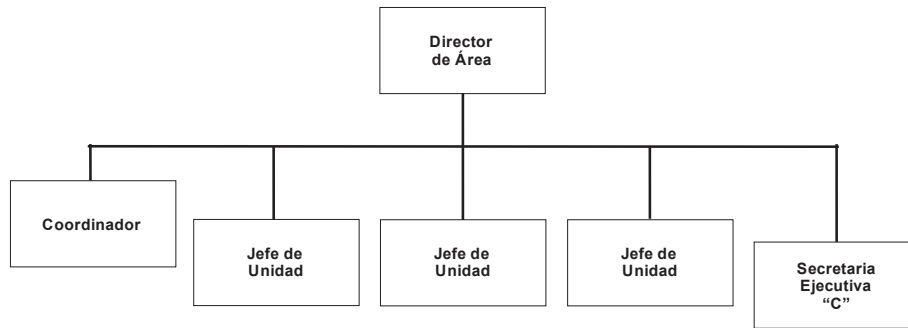 Director
de Área
Coordinador
Jefe de
Unidad
Jefe de
Unidad
Jefe de
Unidad
Secretaria
Ejecutiva
“C”